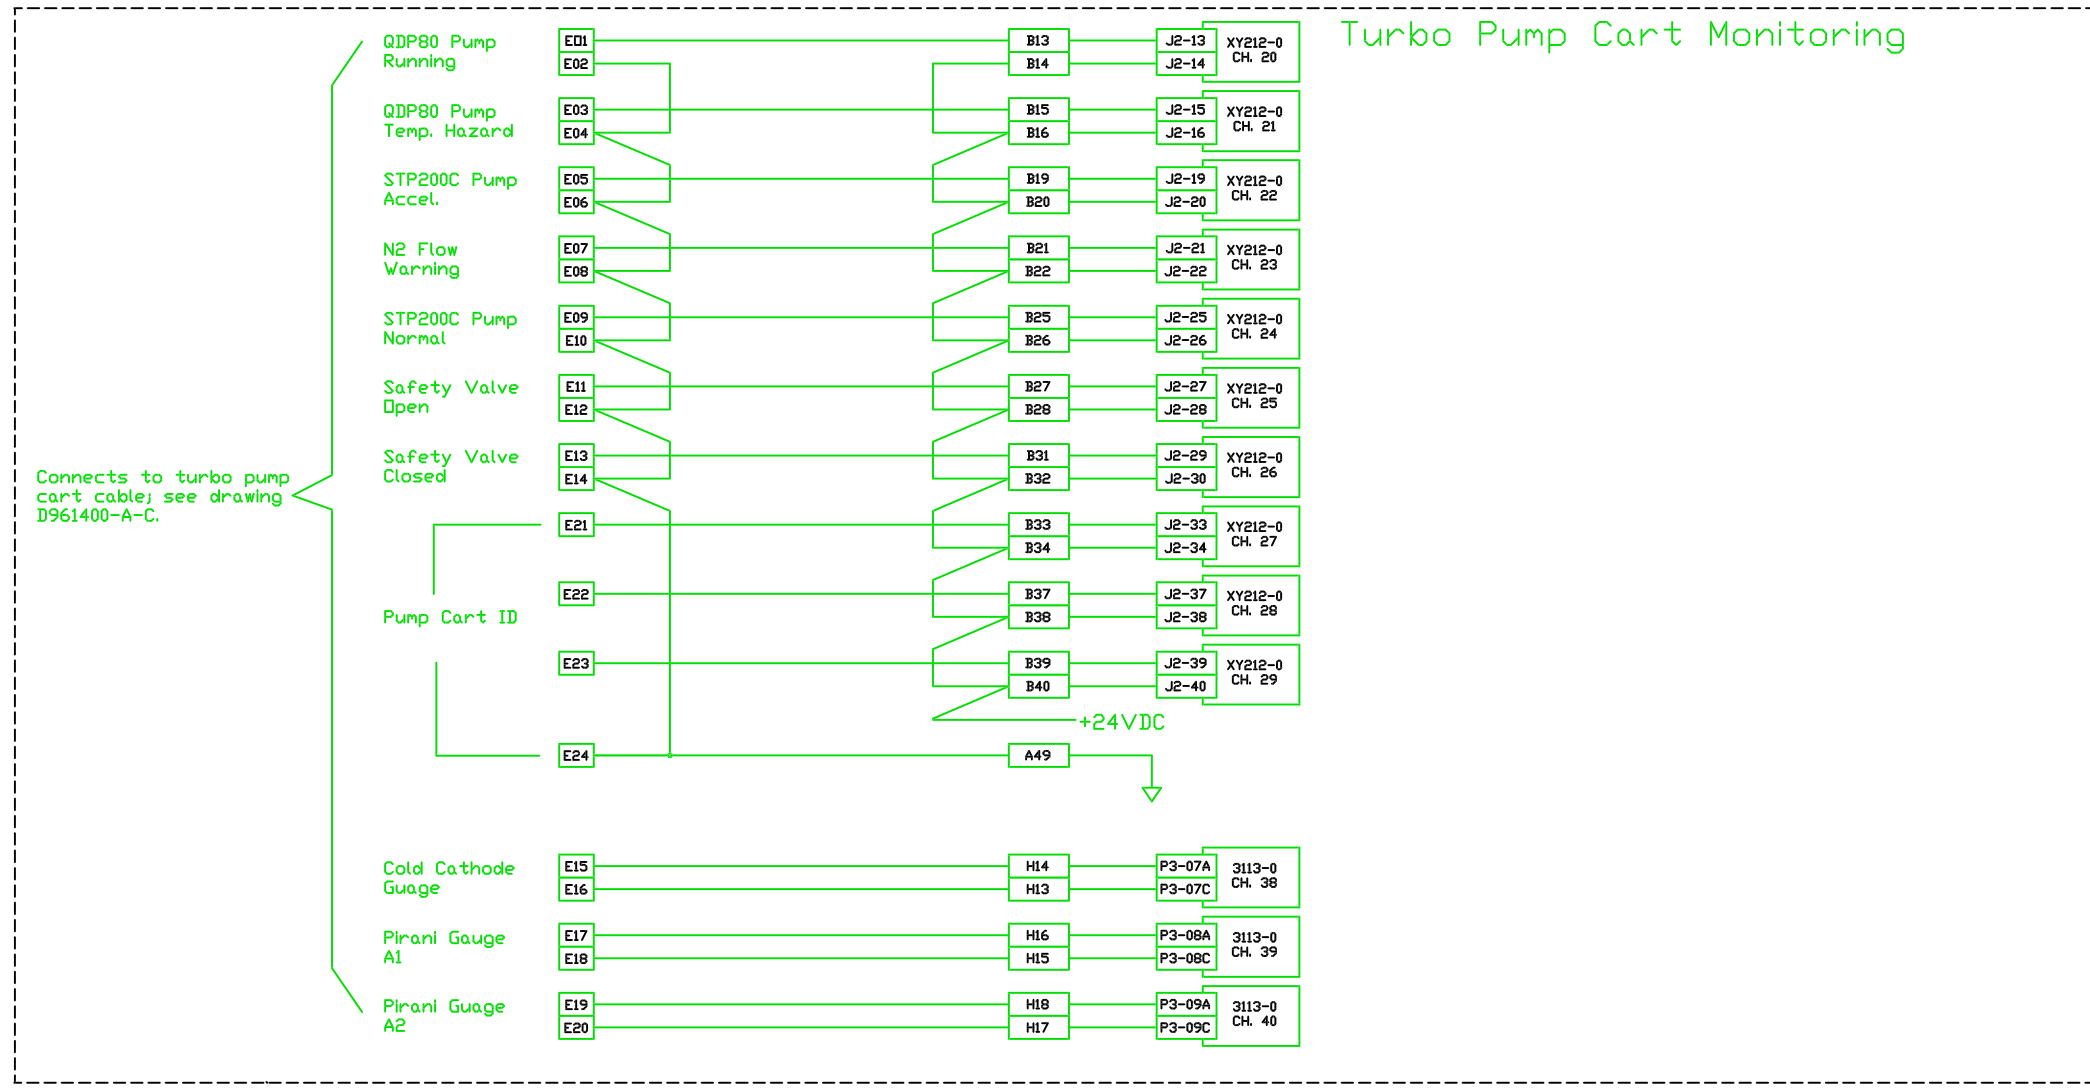 Turbo Pump Cart Monitoring
QDP80 Pump
Running
E01
E02
B13
B14
J2-13
J2-14
XY212-0
CH. 20
QDP80 Pump
Temp. Hazard
E03
E04
B15
B16
J2-15
J2-16
XY212-0
CH. 21
STP200C Pump
Accel.
E05
E06
B19
B20
J2-19
J2-20
XY212-0
CH. 22
N2 Flow
Warning
E07
E08
B21
B22
J2-21
J2-22
XY212-0
CH. 23
STP200C Pump
Normal
E09
E10
B25
B26
J2-25
J2-26
XY212-0
CH. 24
Safety Valve
Open
E11
E12
B27
B28
J2-27
J2-28
XY212-0
CH. 25
Safety Valve
Closed
E13
E14
B31
B32
J2-29
J2-30
XY212-0
CH. 26
Connects to turbo pump
cart cable; see drawing
D961400-A-C.
E21
B33
B34
J2-33
J2-34
XY212-0
CH. 27
Pump Cart ID
E22
B37
B38
J2-37
J2-38
XY212-0
CH. 28
E23
B39
B40
J2-39
J2-40
XY212-0
CH. 29
+24VDC
E24
A49
Cold Cathode
Guage
E15
E16
H14
H13
P3-07A
P3-07C
3113-0
CH. 38
Pirani Gauge
A1
E17
E18
H16
H15
P3-08A
P3-08C
3113-0
CH. 39
Pirani Guage
A2
E19
E20
H18
H17
P3-09A
P3-09C
3113-0
CH. 40